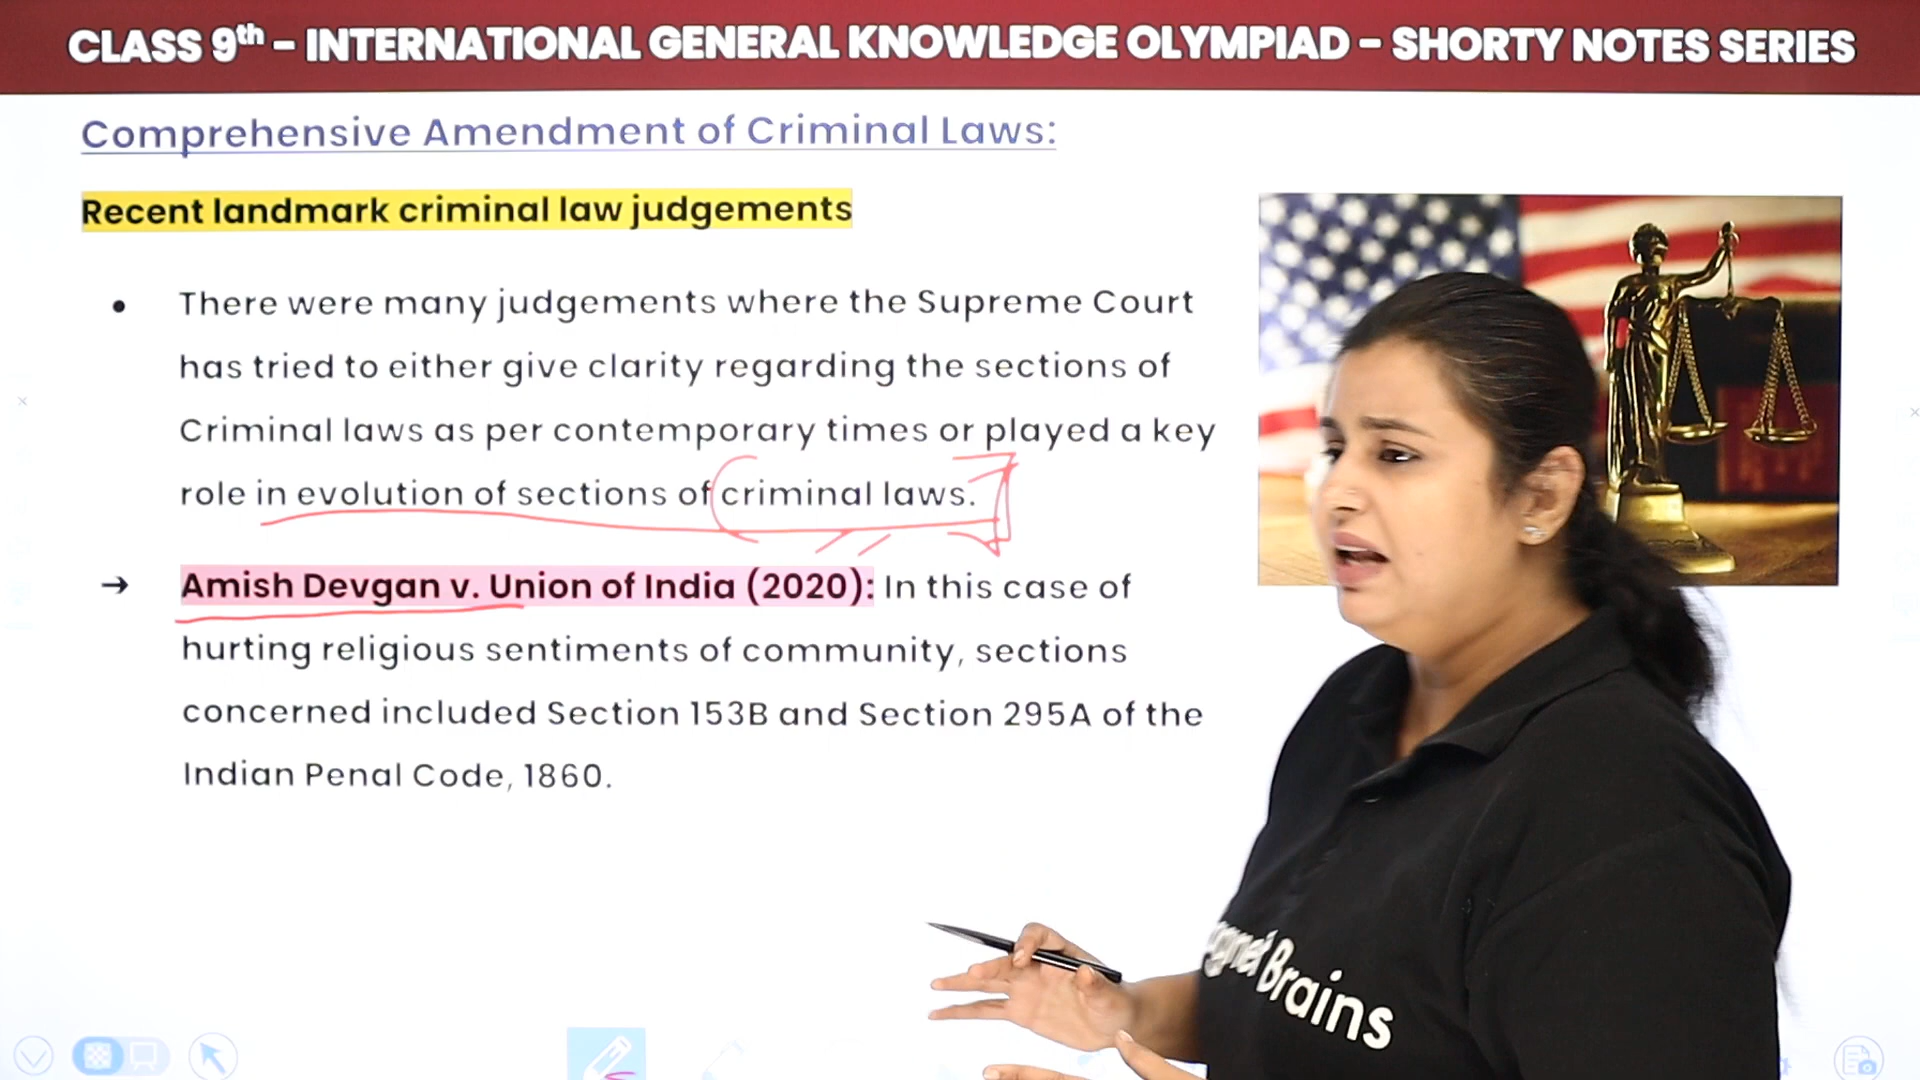 CLASS 9th - INTERNATIONAL GENERAL KNOWLEDGE OLYMPIAD - SHORTY NOTES SERIES
Comprehensive Amendment of Criminal Laws:
Recent landmark criminal law judgements
• There were many judgements where the Supreme Court
has tried to either give clarity regarding the sections of
Criminal laws as per contemporary times or played a key
role in evolution of sections of criminal laws.
→ Amish Devgan v. Union of India (2020): In this case of
hurting religious sentiments of community, sections
concerned included Section 153B and Section 295A of the
Indian Penal Code, 1860.
Brains